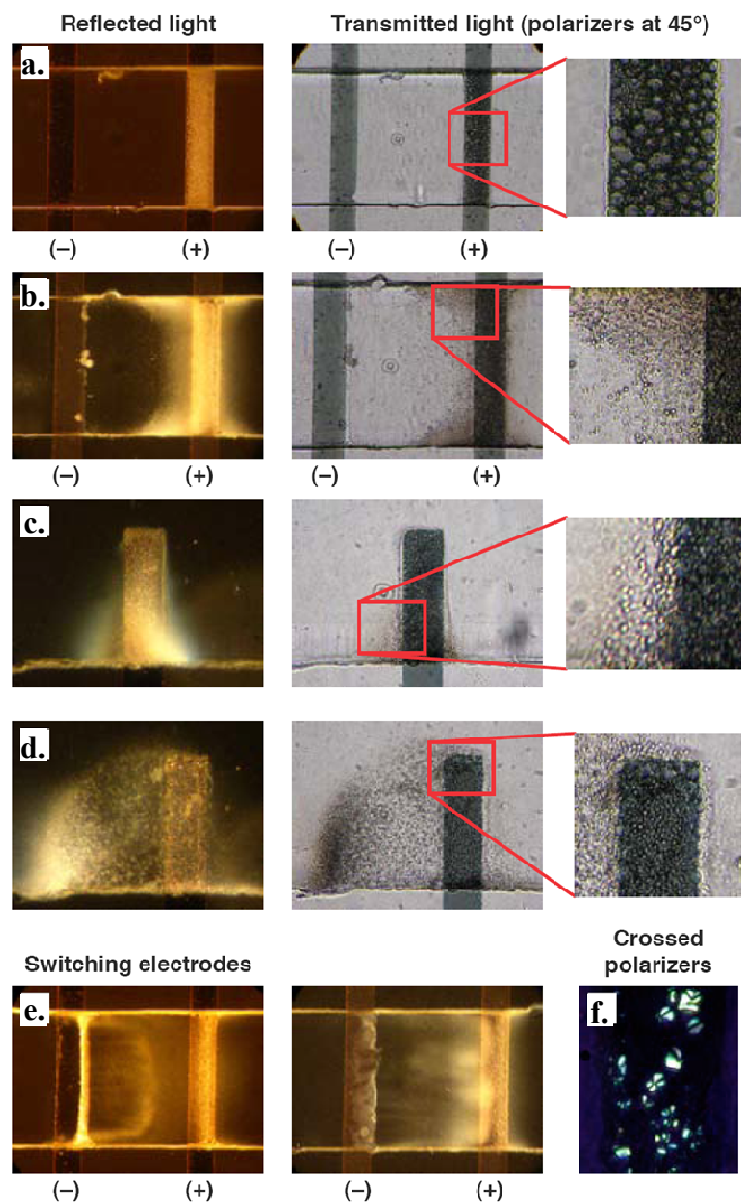 Reflected light
Transmitted light (polarizers at 45°)
a.
(–)
(+)
(–)
(+)
b.
(–)
(+)
(–)
(+)
c.
d.
Switching electrodes
Crossed
polarizers
e.
f.
(–)
(+)
(–)
(+)